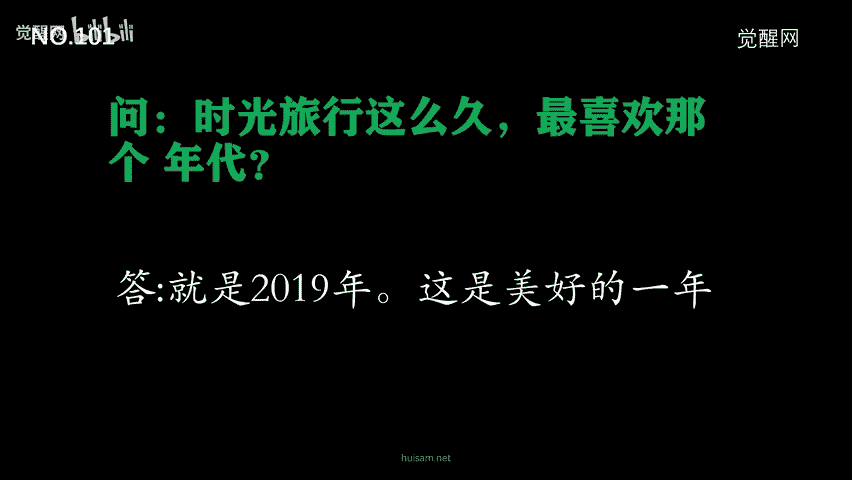 觉醒网 bilibili
NO.101
觉醒网
问：时光旅行这么久，最喜欢那
个 年代？
答:就是2019年。这是美好的一年
huisam.net